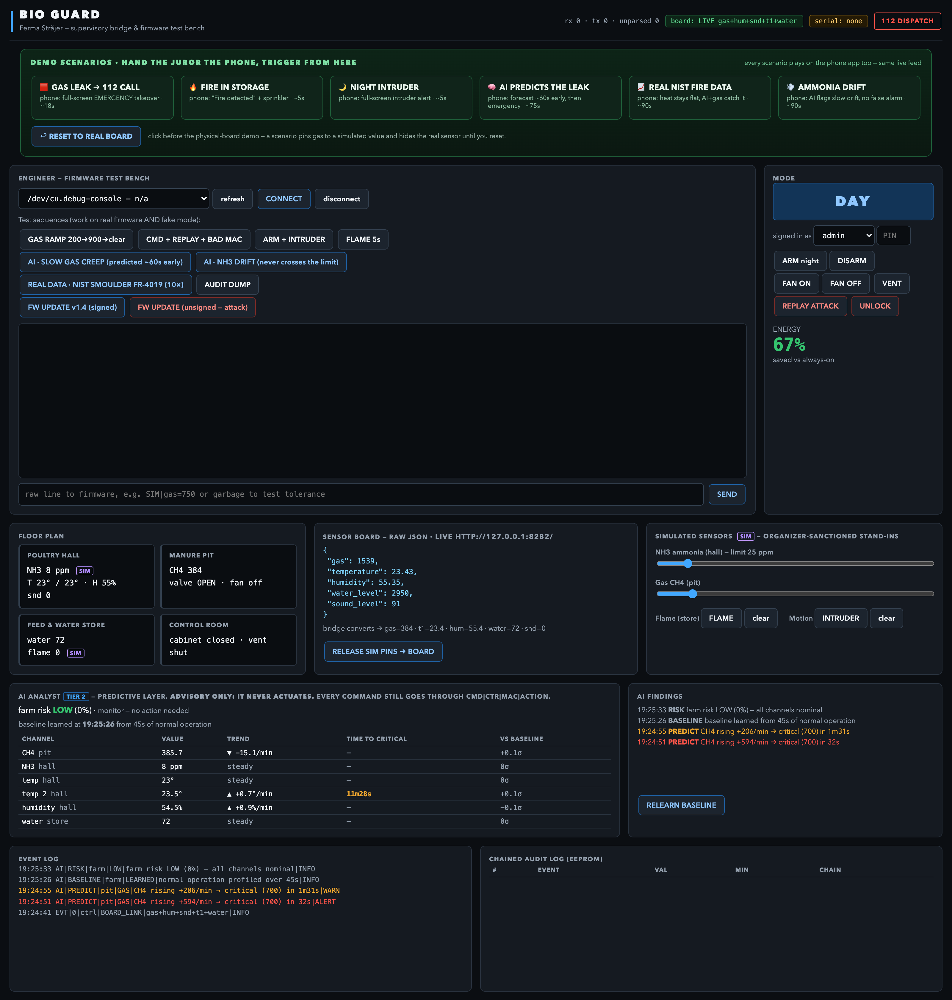 BIO GUARD
Ferma Străjer — supervisory bridge & firmware test bench
rx 0 · tx 0 · unparsed 0
board: LIVE gas+hum+snd+t1+water
serial: none
112 DISPATCH
DEMO SCENARIOS · HAND THE JUROR THE PHONE, TRIGGER FROM HERE
every scenario plays on the phone app too — same live feed
🟥 GAS LEAK → 112 CALL
phone: full-screen EMERGENCY takeover ·
~18s
🔥 FIRE IN STORAGE
phone: "Fire detected" + sprinkler · ~5s
🌙 NIGHT INTRUDER
phone: full-screen intruder alert · ~5s
🧠 AI PREDICTS THE LEAK
phone: forecast ~60s early, then
emergency · ~75s
📈 REAL NIST FIRE DATA
phone: heat stays flat, AI+gas catch it ·
~90s
💨 AMMONIA DRIFT
phone: AI flags slow drift, no false alarm ·
~90s
↩ RESET TO REAL BOARD
click before the physical-board demo — a scenario pins gas to a simulated value and hides the real sensor until you reset.
ENGINEER — FIRMWARE TEST BENCH
/dev/cu.debug-console — n/a
refresh
CONNECT
disconnect
Test sequences (work on real firmware AND fake mode):
GAS RAMP 200→900→clear
CMD + REPLAY + BAD MAC
ARM + INTRUDER
FLAME 5s
AI · SLOW GAS CREEP (predicted ~60s early)
AI · NH3 DRIFT (never crosses the limit)
REAL DATA · NIST SMOULDER FR-4019 (10×)
AUDIT DUMP
FW UPDATE v1.4 (signed)
FW UPDATE (unsigned — attack)
raw line to firmware, e.g. SIM|gas=750 or garbage to test tolerance
SEND
MODE
DAY
signed in as
admin
PIN
ARM night
DISARM
FAN ON
FAN OFF
VENT
REPLAY ATTACK
UNLOCK
ENERGY
67%
saved vs always-on
FLOOR PLAN
POULTRY HALL
NH3 8 ppm SIM
T 23° / 23° · H 55%
snd 0
MANURE PIT
CH4 384
valve OPEN · fan off
FEED & WATER STORE
water 72
flame 0 SIM
CONTROL ROOM
cabinet closed · vent
shut
SENSOR BOARD — RAW JSON · LIVE HTTP://127.0.0.1:8282/
{
"gas": 1539,
"temperature": 23.43,
"humidity": 55.35,
"water_level": 2950,
"sound_level": 91
}
bridge converts → gas=384 · t1=23.4 · hum=55.4 · water=72 · snd=0
RELEASE SIM PINS → BOARD
SIMULATED SENSORS SIM — ORGANIZER-SANCTIONED STAND-INS
NH3 ammonia (hall) — limit 25 ppm
Gas CH4 (pit)
Flame (store)
FLAME
clear
Motion
INTRUDER
clear
AI ANALYST TIER 2 — PREDICTIVE LAYER. ADVISORY ONLY: IT NEVER ACTUATES. EVERY COMMAND STILL GOES THROUGH CMD|CTR|MAC|ACTION.
farm risk LOW (0%) · monitor — no action needed
baseline learned at 19:25:26 from 45s of normal operation
CHANNEL VALUE TREND TIME TO CRITICAL VS BASELINE
CH4 pit 385.7 ▼ −15.1/min — +0.1σ
NH3 hall 8 ppm steady — 0σ
temp hall 23° steady — 0σ
temp 2 hall 23.5° ▲ +0.7°/min 11m28s +0.1σ
humidity hall 54.5% ▲ +0.9%/min — −0.1σ
water store 72 steady — 0σ
AI FINDINGS
19:25:33 RISK farm risk LOW (0%) — all channels nominal
19:25:26 BASELINE baseline learned from 45s of normal operation
19:24:55 PREDICT CH4 rising +206/min → critical (700) in 1m31s
19:24:51 PREDICT CH4 rising +594/min → critical (700) in 32s
RELEARN BASELINE
EVENT LOG
19:25:33 AI|RISK|farm|LOW|farm risk LOW (0%) — all channels nominal|INFO
19:25:26 AI|BASELINE|farm|LEARNED|normal operation profiled over 45s|INFO
19:24:55 AI|PREDICT|pit|GAS|CH4 rising +206/min → critical (700) in 1m31s|WARN
19:24:51 AI|PREDICT|pit|GAS|CH4 rising +594/min → critical (700) in 32s|ALERT
19:24:41 EVT|0|ctrl|BOARD_LINK|gas+hum+snd+t1+water|INFO
CHAINED AUDIT LOG (EEPROM)
# EVENT VAL MIN CHAIN